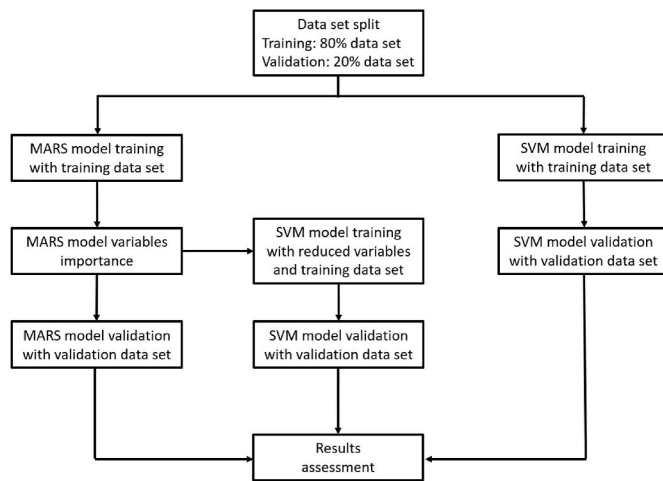 Data set split
Training: 80% data set
Validation: 20% data set
MARS model training
with training data set
SVM model training
with training data set
MARS model variables
importance
SVM model training
with reduced variables
and training data set
SVM model validation
with validation data set
MARS model validation
with validation data set
SVM model validation
with validation data set
Results
assessment